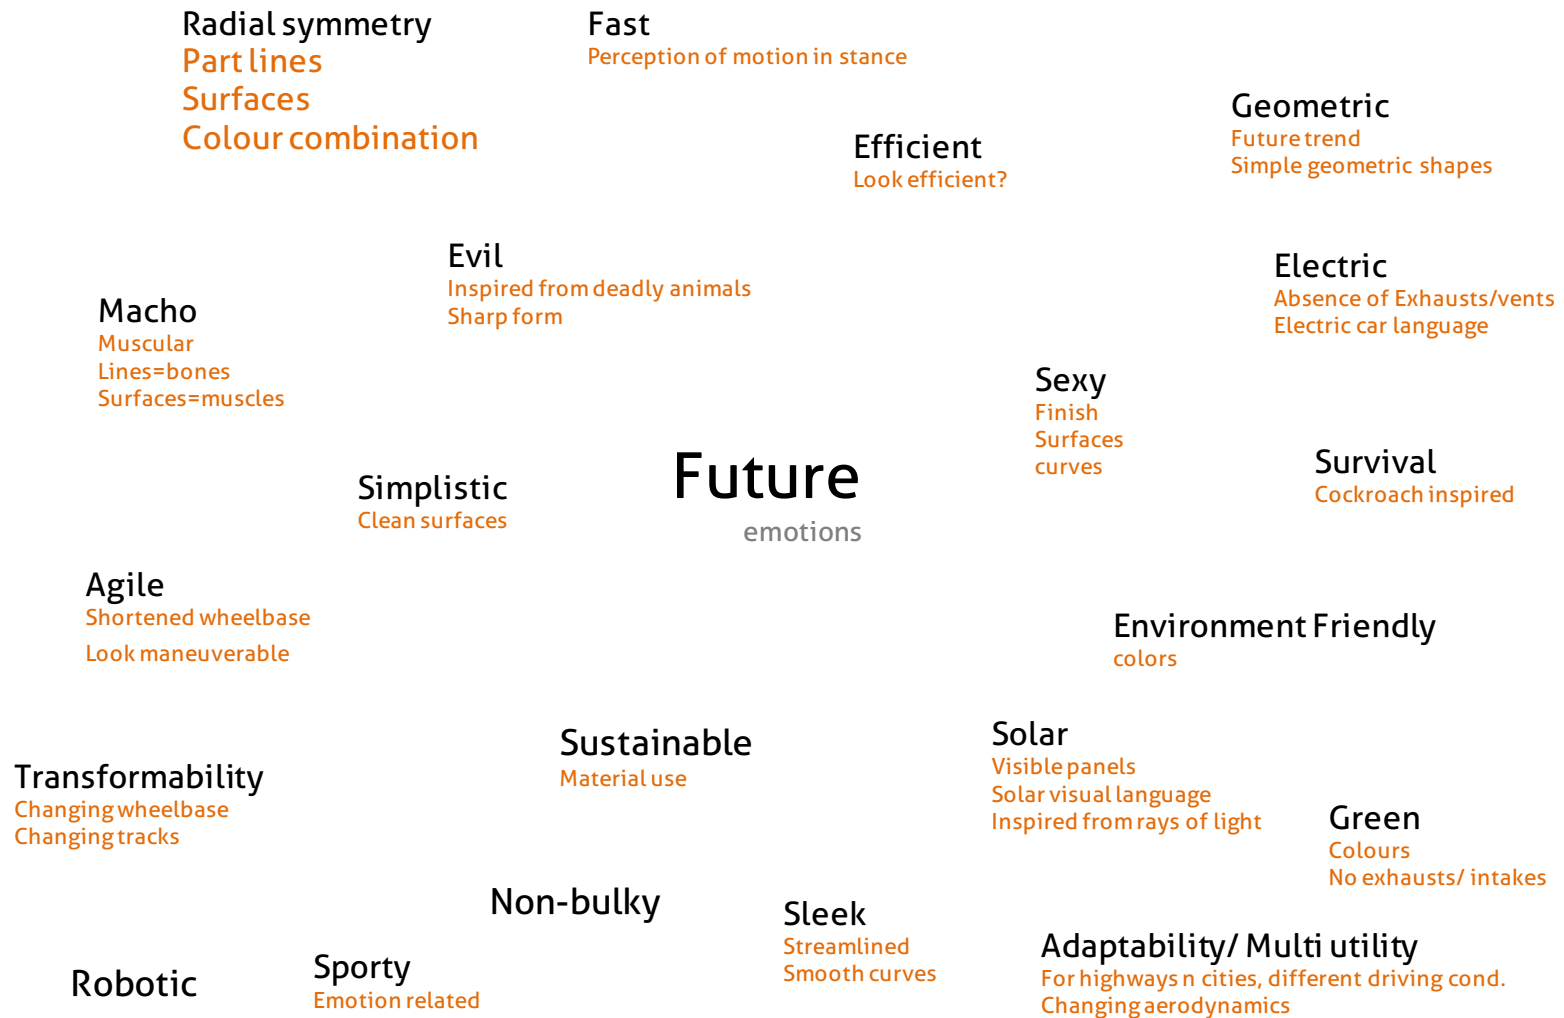 Radial symmetry
Part lines
Surfaces
Colour combination
Fast
Perception of motion in stance
Geometric
Future trend
Simple geometric shapes
Efficient
Look efficient?
Evil
Inspired from deadly animals
Sharp form
Electric
Absence of Exhausts/vents
Electric car language
Macho
Muscular
Lines=bones
Surfaces=muscles
Sexy
Finish
Surfaces
curves
Future
emotions
Survival
Cockroach inspired
Simplistic
Clean surfaces
Agile
Shortened wheelbase
Look maneuverable
Environment Friendly
colors
Sustainable
Material use
Solar
Visible panels
Solar visual language
Inspired from rays of light
Transformability
Changing wheelbase
Changing tracks
Green
Colours
No exhausts/ intakes
Non-bulky
Sleek
Streamlined
Smooth curves
Adaptability/ Multi utility
For highways n cities, different driving cond.
Changing aerodynamics
Robotic
Sporty
Emotion related